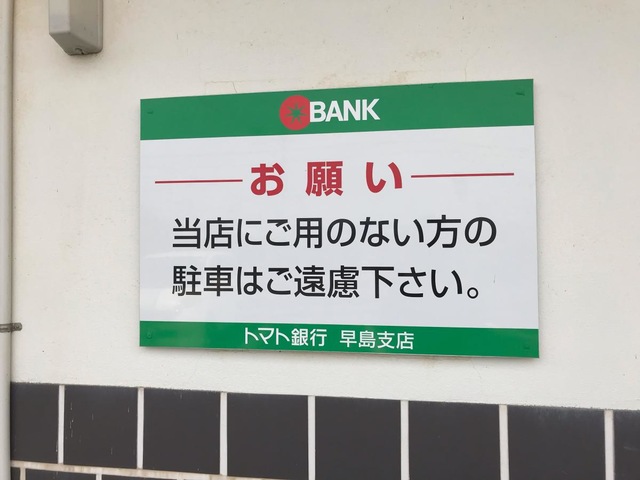 BANK
お願い
当店にご用のない方の
駐車はご遠慮下さい。
トマト銀行 早島支店